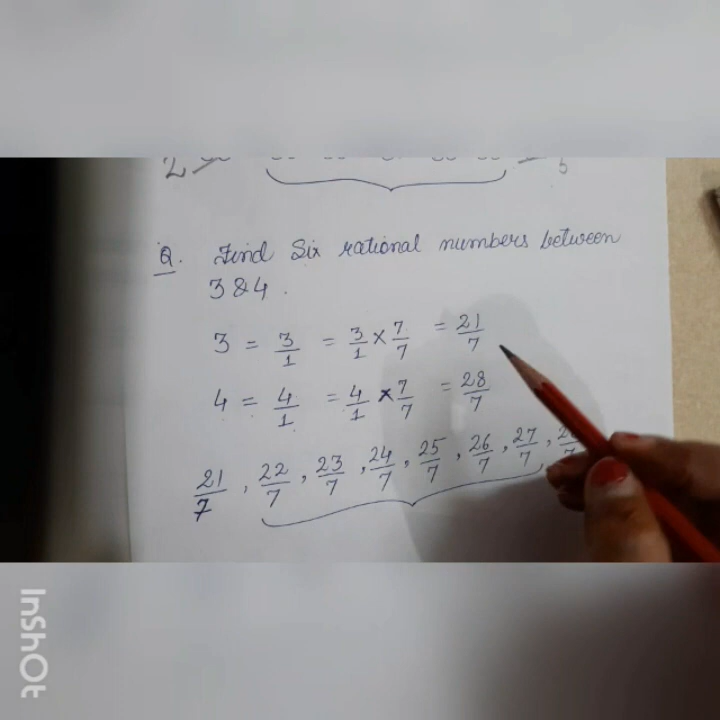 2
5
Q. Find Six rational numbers between
3 & 4 .
3 = 3/1 = 3/1 × 7/7 = 21/7
4 = 4/1 = 4/1 × 7/7 = 28/7
21/7 , 22/7 , 23/7 , 24/7 , 25/7 , 26/7 , 27/7 ,
InShOt